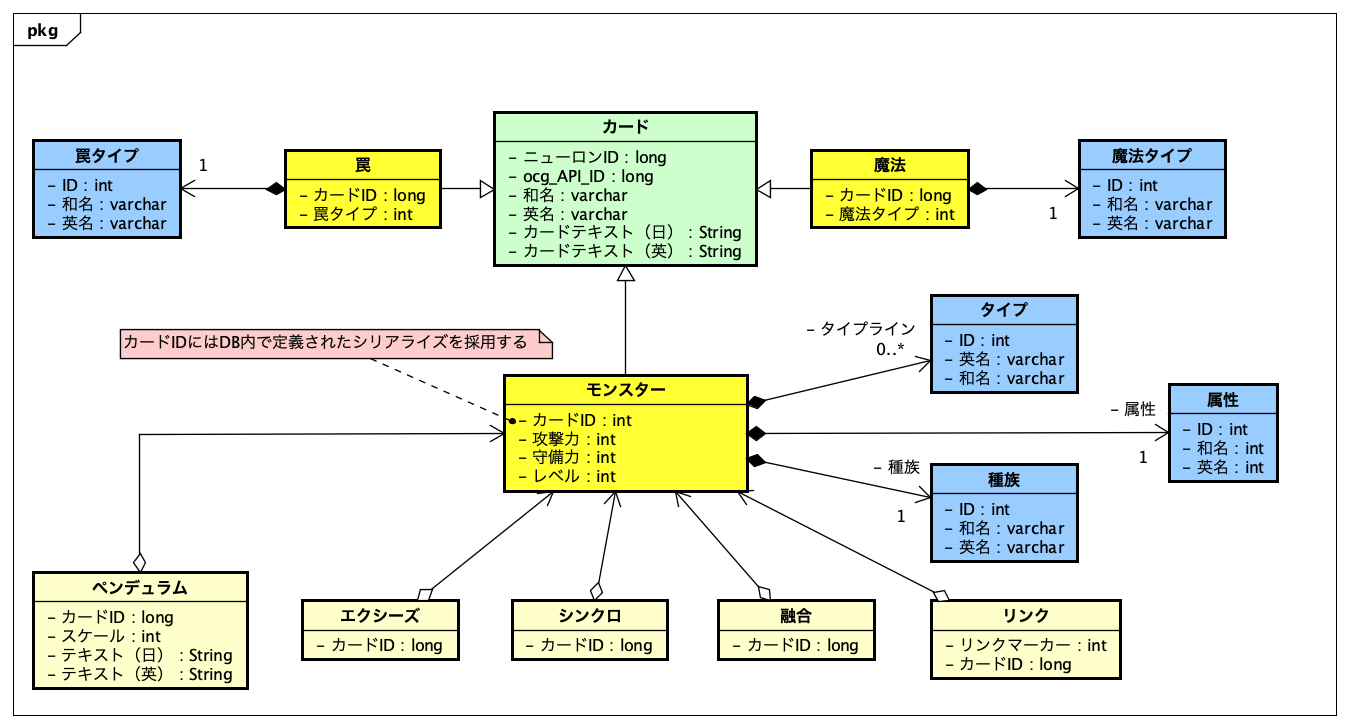 pkg
罠タイプ
- ID : int
- 和名 : varchar
- 英名 : varchar
1
罠
- カードID : long
- 罠タイプ : int
カード
- ニューロンID : long
- ocg_API_ID : long
- 和名 : varchar
- 英名 : varchar
- カードテキスト（日） : String
- カードテキスト（英） : String
魔法
- カードID : long
- 魔法タイプ : int
1
魔法タイプ
- ID : int
- 和名 : varchar
- 英名 : varchar
カードIDにはDB内で定義されたシリアライズを採用する
モンスター
- カードID : int
- 攻撃力 : int
- 守備力 : int
- レベル : int
- タイプライン
0..*
タイプ
- ID : int
- 英名 : varchar
- 和名 : varchar
- 属性
1
属性
- ID : int
- 和名 : int
- 英名 : int
- 種族
1
種族
- ID : int
- 和名 : varchar
- 英名 : varchar
ペンデュラム
- カードID : long
- スケール : int
- テキスト（日） : String
- テキスト（英） : String
エクシーズ
- カードID : long
シンクロ
- カードID : long
融合
- カードID : long
リンク
- リンクマーカー : int
- カードID : long